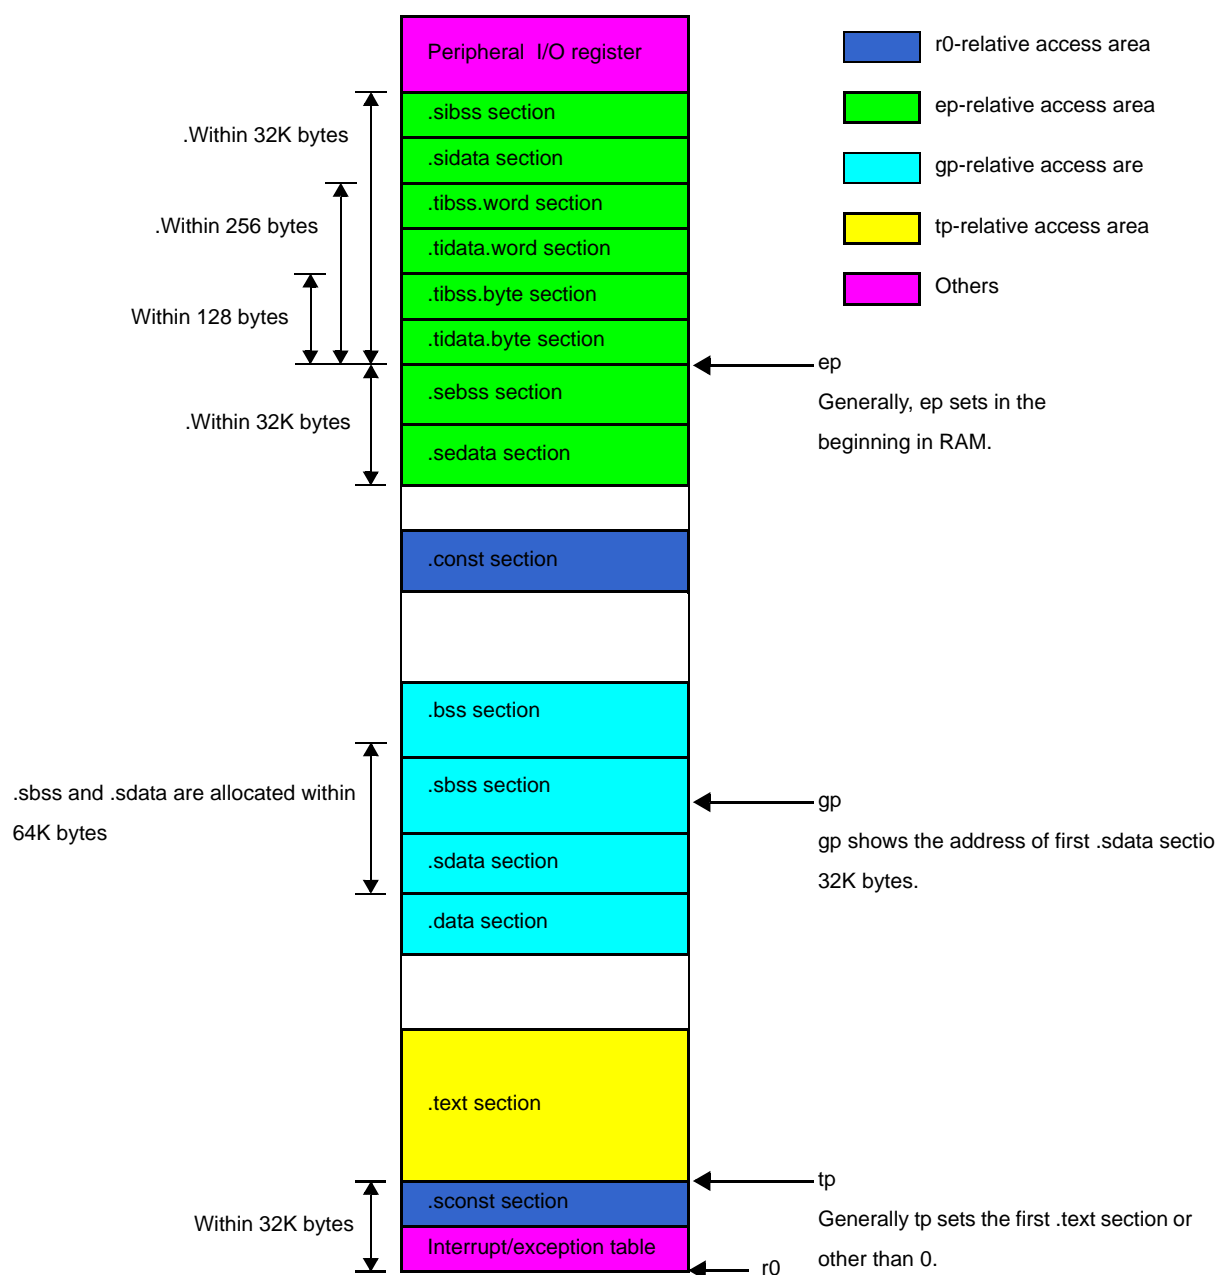 Peripheral I/O register
.sibss section
.sidata section
.tibss.word section
.tidata.word section
.tibss.byte section
.tidata.byte section
.sebss section
.sedata section
.const section
.bss section
.sbss section
.sdata section
.data section
.text section
.sconst section
Interrupt/exception table
.Within 32K bytes
.Within 256 bytes
Within 128 bytes
.Within 32K bytes
.sbss and .sdata are allocated within
64K bytes
Within 32K bytes
r0-relative access area
ep-relative access area
gp-relative access are
tp-relative access area
Others
ep
Generally, ep sets in the
beginning in RAM.
gp
gp shows the address of first .sdata sectio
32K bytes.
tp
Generally tp sets the first .text section or
other than 0.
r0